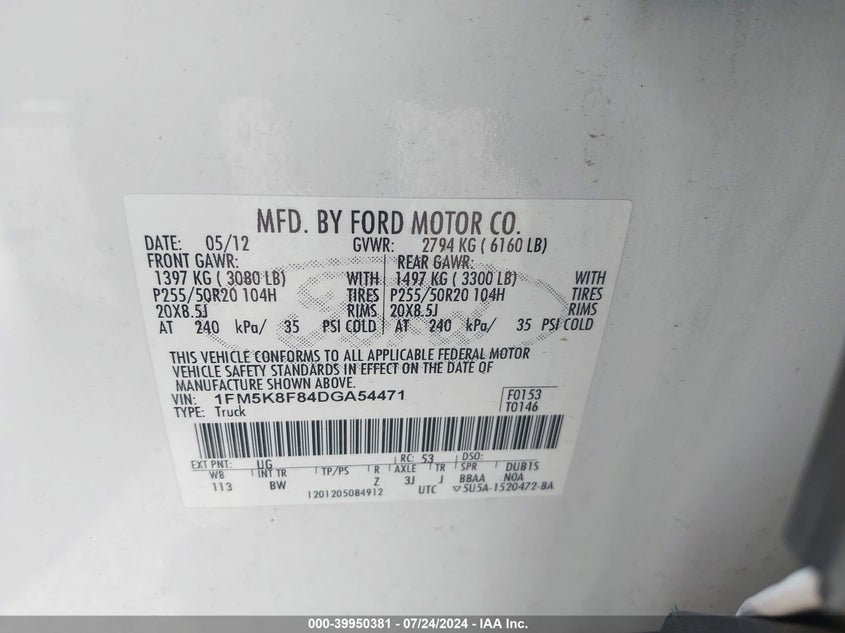 MFD. BY FORD MOTOR CO.
DATE: 05/12 GVWR: 2794 KG ( 6160 LB)
FRONT GAWR: REAR GAWR:
1397 KG ( 3080 LB) WITH 1497 KG ( 3300 LB) WITH
P255/50R20 104H TIRES P255/50R20 104H TIRES
20X8.5J RIMS 20X8.5J RIMS
AT 240 kPa/ 35 PSI COLD AT 240 kPa/ 35 PSI COLD
THIS VEHICLE CONFORMS TO ALL APPLICABLE FEDERAL MOTOR
VEHICLE SAFETY STANDARDS IN EFFECT ON THE DATE OF
MANUFACTURE SHOWN ABOVE.
VIN: 1FM5K8F84DGA54471 F0153
TYPE: Truck T0146
EXT PNT: UG RC: 53 DSO:
WB INT TR TP/PS R AXLE TR SPR DUB1S
113 BW Z 3J J BBAA N0A
1201205084912 UTC ▽5U5A-1520472-BA
000-39950381 - 07/24/2024 - IAA Inc.